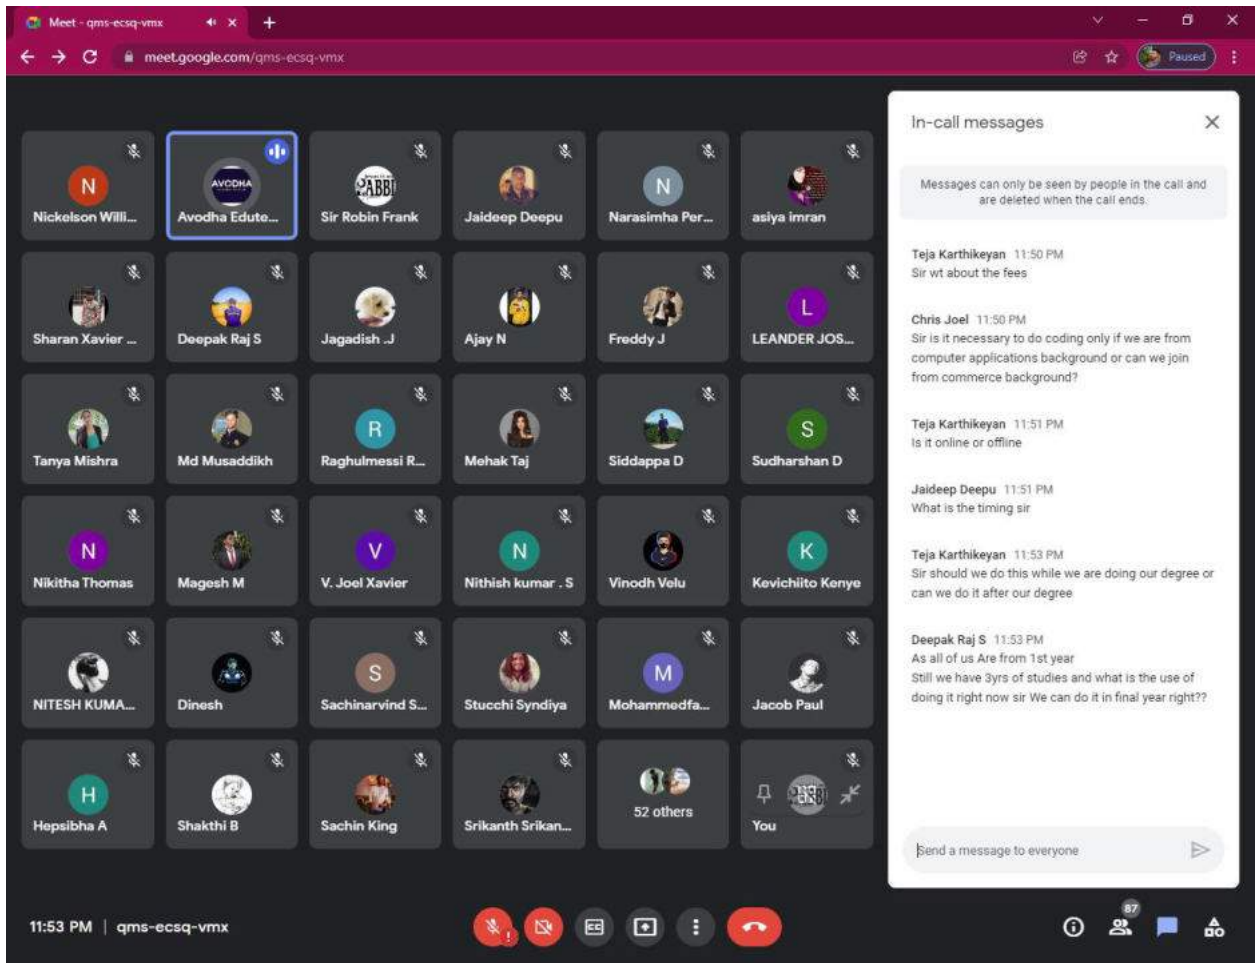 Meet - qms-ecsq-vmx
meet.google.com/qms-ecsq-vmx
Paused
N
Nickelson Willi...
AVODHA
Avodha Edute...
Sir Robin Frank
Jaideep Deepu
N
Narasimha Per...
asiya imran
Sharan Xavier ...
Deepak Raj S
Jagadish .J
Ajay N
Freddy J
L
LEANDER JOS...
Tanya Mishra
Md Musaddikh
R
Raghulmessi R...
Mehak Taj
Siddappa D
S
Sudharshan D
N
Nikitha Thomas
Magesh M
V
V. Joel Xavier
N
Nithish kumar . S
Vinodh Velu
K
Kevichiito Kenye
NITESH KUMA...
Dinesh
S
Sachinarvind S...
Stucchi Syndiya
M
Mohammedfa...
Jacob Paul
H
Hepsibha A
Shakthi B
Sachin King
Srikanth Srikan...
52 others
You
In-call messages
Messages can only be seen by people in the call and
are deleted when the call ends.
Teja Karthikeyan 11:50 PM
Sir wt about the fees
Chris Joel 11:50 PM
Sir is it necessary to do coding only if we are from
computer applications background or can we join
from commerce background?
Teja Karthikeyan 11:51 PM
Is it online or offline
Jaideep Deepu 11:51 PM
What is the timing sir
Teja Karthikeyan 11:53 PM
Sir should we do this while we are doing our degree or
can we do it after our degree
Deepak Raj S 11:53 PM
As all of us Are from 1st year
Still we have 3yrs of studies and what is the use of
doing it right now sir We can do it in final year right??
Send a message to everyone
11:53 PM | qms-ecsq-vmx
CC
87